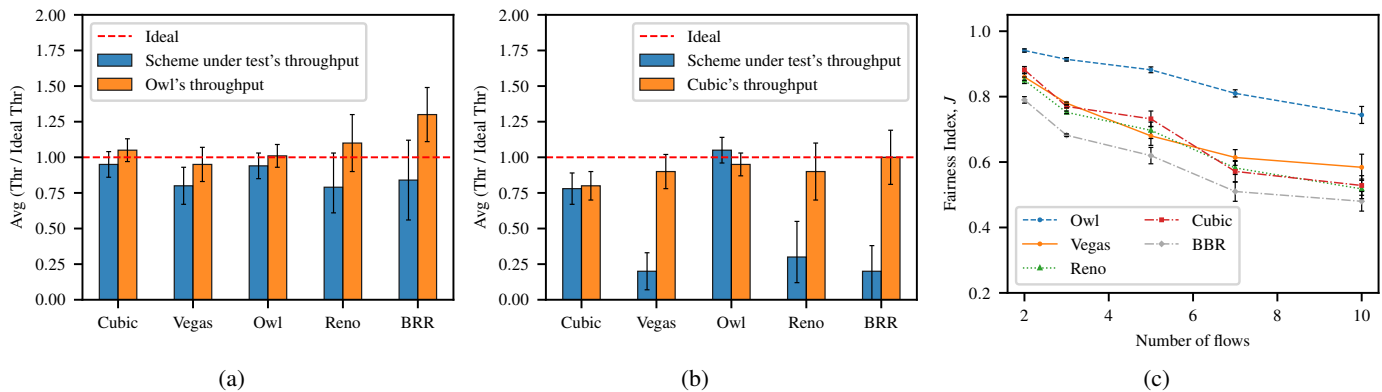 2.00
1.75
1.50
1.25
1.00
0.75
0.50
0.25
0.00
Avg (Thr / Ideal Thr)
Ideal
Scheme under test's throughput
Owl's throughput
Cubic Vegas Owl Reno BRR
(a)
2.00
1.75
1.50
1.25
1.00
0.75
0.50
0.25
0.00
Avg (Thr / Ideal Thr)
Ideal
Scheme under test's throughput
Cubic's throughput
Cubic Vegas Owl Reno BRR
(b)
1.0
0.8
0.6
0.4
0.2
Fairness Index, J
Owl
Vegas
Reno
Cubic
BBR
2 4 6 8 10
Number of flows
(c)